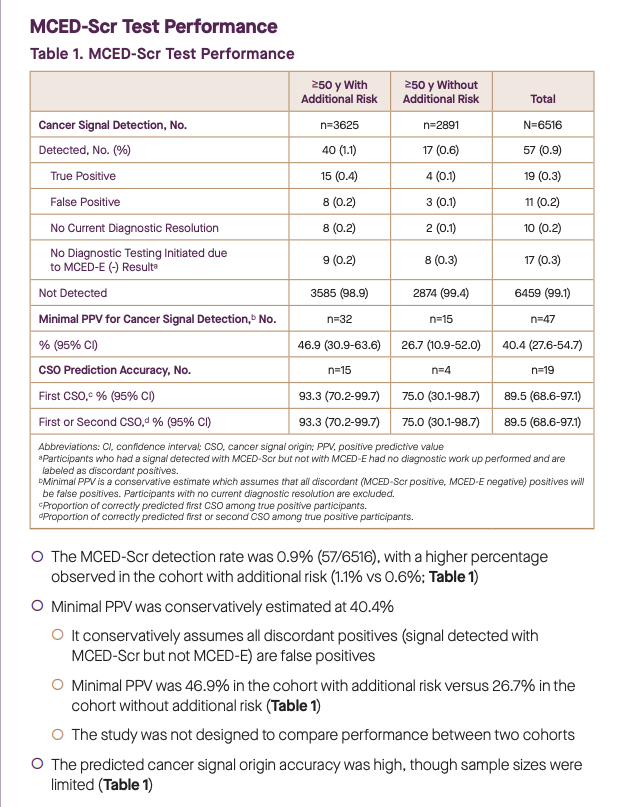 MCED-Scr Test Performance
Table 1. MCED-Scr Test Performance
≥50 y With Additional Risk ≥50 y Without Additional Risk Total
Cancer Signal Detection, No. n=3625 n=2891 N=6516
Detected, No. (%) 40 (1.1) 17 (0.6) 57 (0.9)
True Positive 15 (0.4) 4 (0.1) 19 (0.3)
False Positive 8 (0.2) 3 (0.1) 11 (0.2)
No Current Diagnostic Resolution 8 (0.2) 2 (0.1) 10 (0.2)
No Diagnostic Testing Initiated due to MCED-E (-) Resultᵃ 9 (0.2) 8 (0.3) 17 (0.3)
Not Detected 3585 (98.9) 2874 (99.4) 6459 (99.1)
Minimal PPV for Cancer Signal Detection,ᵇ No. n=32 n=15 n=47
% (95% CI) 46.9 (30.9-63.6) 26.7 (10.9-52.0) 40.4 (27.6-54.7)
CSO Prediction Accuracy, No. n=15 n=4 n=19
First CSO,ᶜ % (95% CI) 93.3 (70.2-99.7) 75.0 (30.1-98.7) 89.5 (68.6-97.1)
First or Second CSO,ᵈ % (95% CI) 93.3 (70.2-99.7) 75.0 (30.1-98.7) 89.5 (68.6-97.1)
Abbreviations: CI, confidence interval; CSO, cancer signal origin; PPV, positive predictive value
ᵃParticipants who had a signal detected with MCED-Scr but not with MCED-E had no diagnostic work up performed and are
labeled as discordant positives.
ᵇMinimal PPV is a conservative estimate which assumes that all discordant (MCED-Scr positive, MCED-E negative) positives will
be false positives. Participants with no current diagnostic resolution are excluded.
ᶜProportion of correctly predicted first CSO among true positive participants.
ᵈProportion of correctly predicted first or second CSO among true positive participants.
The MCED-Scr detection rate was 0.9% (57/6516), with a higher percentage
observed in the cohort with additional risk (1.1% vs 0.6%; Table 1)
Minimal PPV was conservatively estimated at 40.4%
It conservatively assumes all discordant positives (signal detected with
MCED-Scr but not MCED-E) are false positives
Minimal PPV was 46.9% in the cohort with additional risk versus 26.7% in the
cohort without additional risk (Table 1)
The study was not designed to compare performance between two cohorts
The predicted cancer signal origin accuracy was high, though sample sizes were
limited (Table 1)